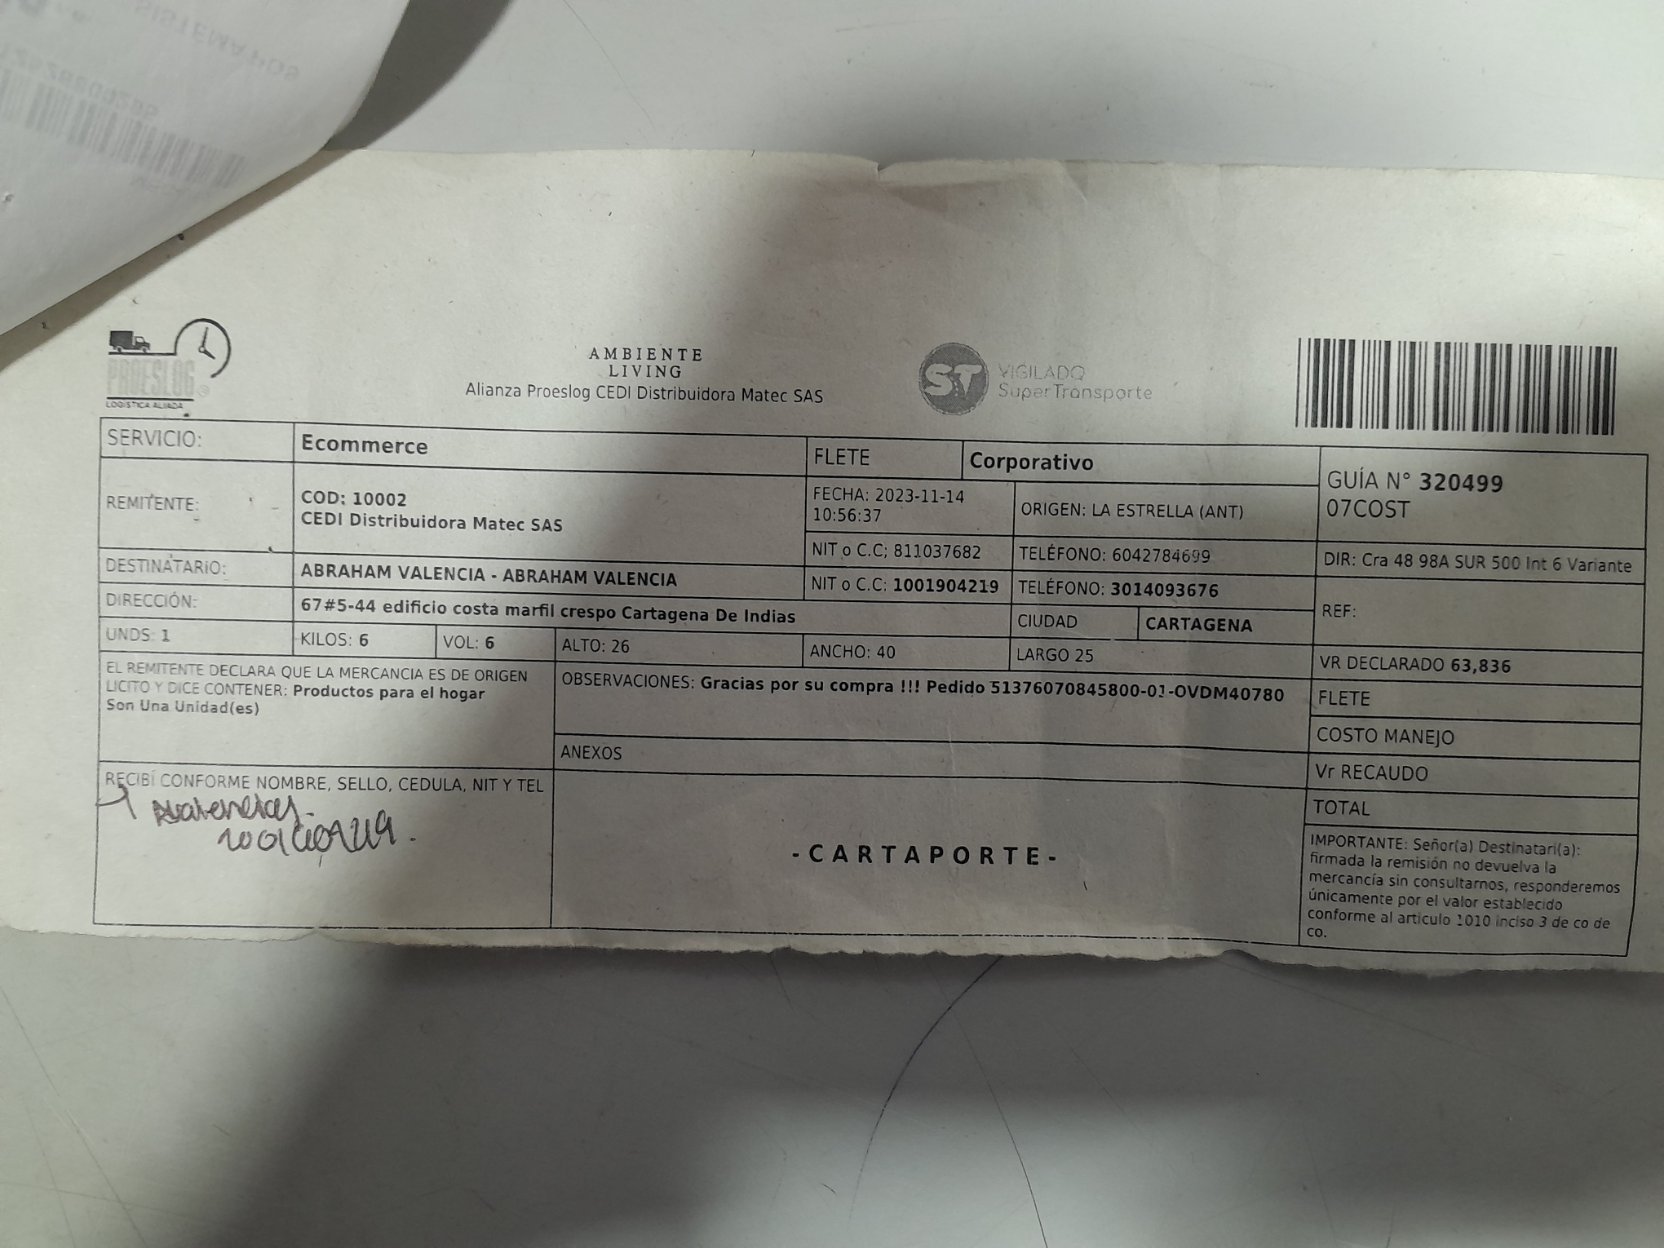 PROESLOG
LOGISTICA ALIADA
AMBIENTE
LIVING
Alianza Proeslog CEDI Distribuidora Matec SAS
ST
VIGILADO
SuperTransporte
SERVICIO: Ecommerce FLETE Corporativo
GUÍA N° 320499
07COST
REMITENTE: COD: 10002
CEDI Distribuidora Matec SAS
FECHA: 2023-11-14
10:56:37
ORIGEN: LA ESTRELLA (ANT)
NIT o C.C; 811037682 TELÉFONO: 6042784699 DIR: Cra 48 98A SUR 500 Int 6 Variante
DESTINATARIO: ABRAHAM VALENCIA - ABRAHAM VALENCIA NIT o C.C: 1001904219 TELÉFONO: 3014093676
DIRECCIÓN: 67#5-44 edificio costa marfil crespo Cartagena De Indias CIUDAD CARTAGENA REF:
UNDS: 1 KILOS: 6 VOL: 6 ALTO: 26 ANCHO: 40 LARGO 25 VR DECLARADO 63,836
EL REMITENTE DECLARA QUE LA MERCANCIA ES DE ORIGEN
LICITO Y DICE CONTENER: Productos para el hogar
Son Una Unidad(es)
OBSERVACIONES: Gracias por su compra !!! Pedido 51376070845800-01-OVDM40780
FLETE
COSTO MANEJO
ANEXOS
Vr RECAUDO
TOTAL
RECIBÍ CONFORME NOMBRE, SELLO, CEDULA, NIT Y TEL
-CARTAPORTE-
IMPORTANTE: Señor(a) Destinatari(a):
firmada la remisión no devuelva la
mercancía sin consultarnos, responderemos
únicamente por el valor establecido
conforme al articulo 1010 inciso 3 de co de
co.